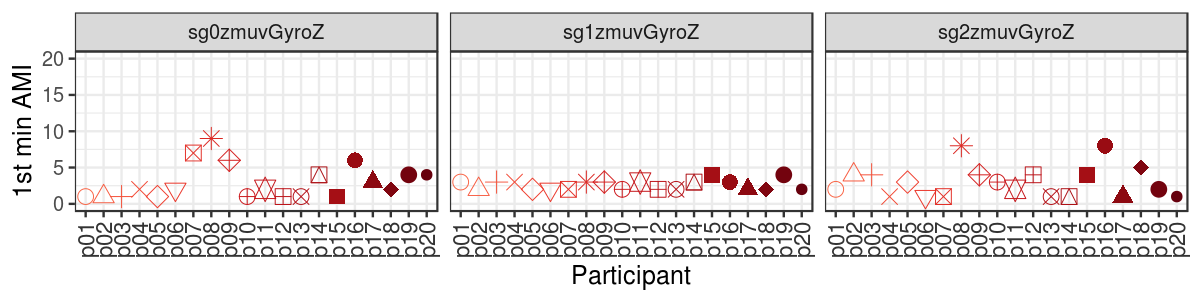 sg0zmuvGyroZ sg1zmuvGyroZ sg2zmuvGyroZ
1st min AMI
20
15
10
5
0
p01 p02 p03 p04 p05 p06 p07 p08 p09 p10 p11 p12 p13 p14 p15 p16 p17 p18 p19 p20 p01 p02 p03 p04 p05 p06 p07 p08 p09 p10 p11 p12 p13 p14 p15 p16 p17 p18 p19 p20 p01 p02 p03 p04 p05 p06 p07 p08 p09 p10 p11 p12 p13 p14 p15 p16 p17 p18 p19 p20
Participant